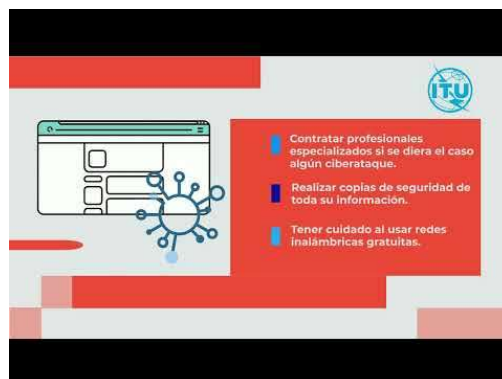 ITU
Contratar profesionales
especializados si se diera el caso
algún ciberataque.
Realizar copias de seguridad de
toda su información.
Tener cuidado al usar redes
inalámbricas gratuitas.